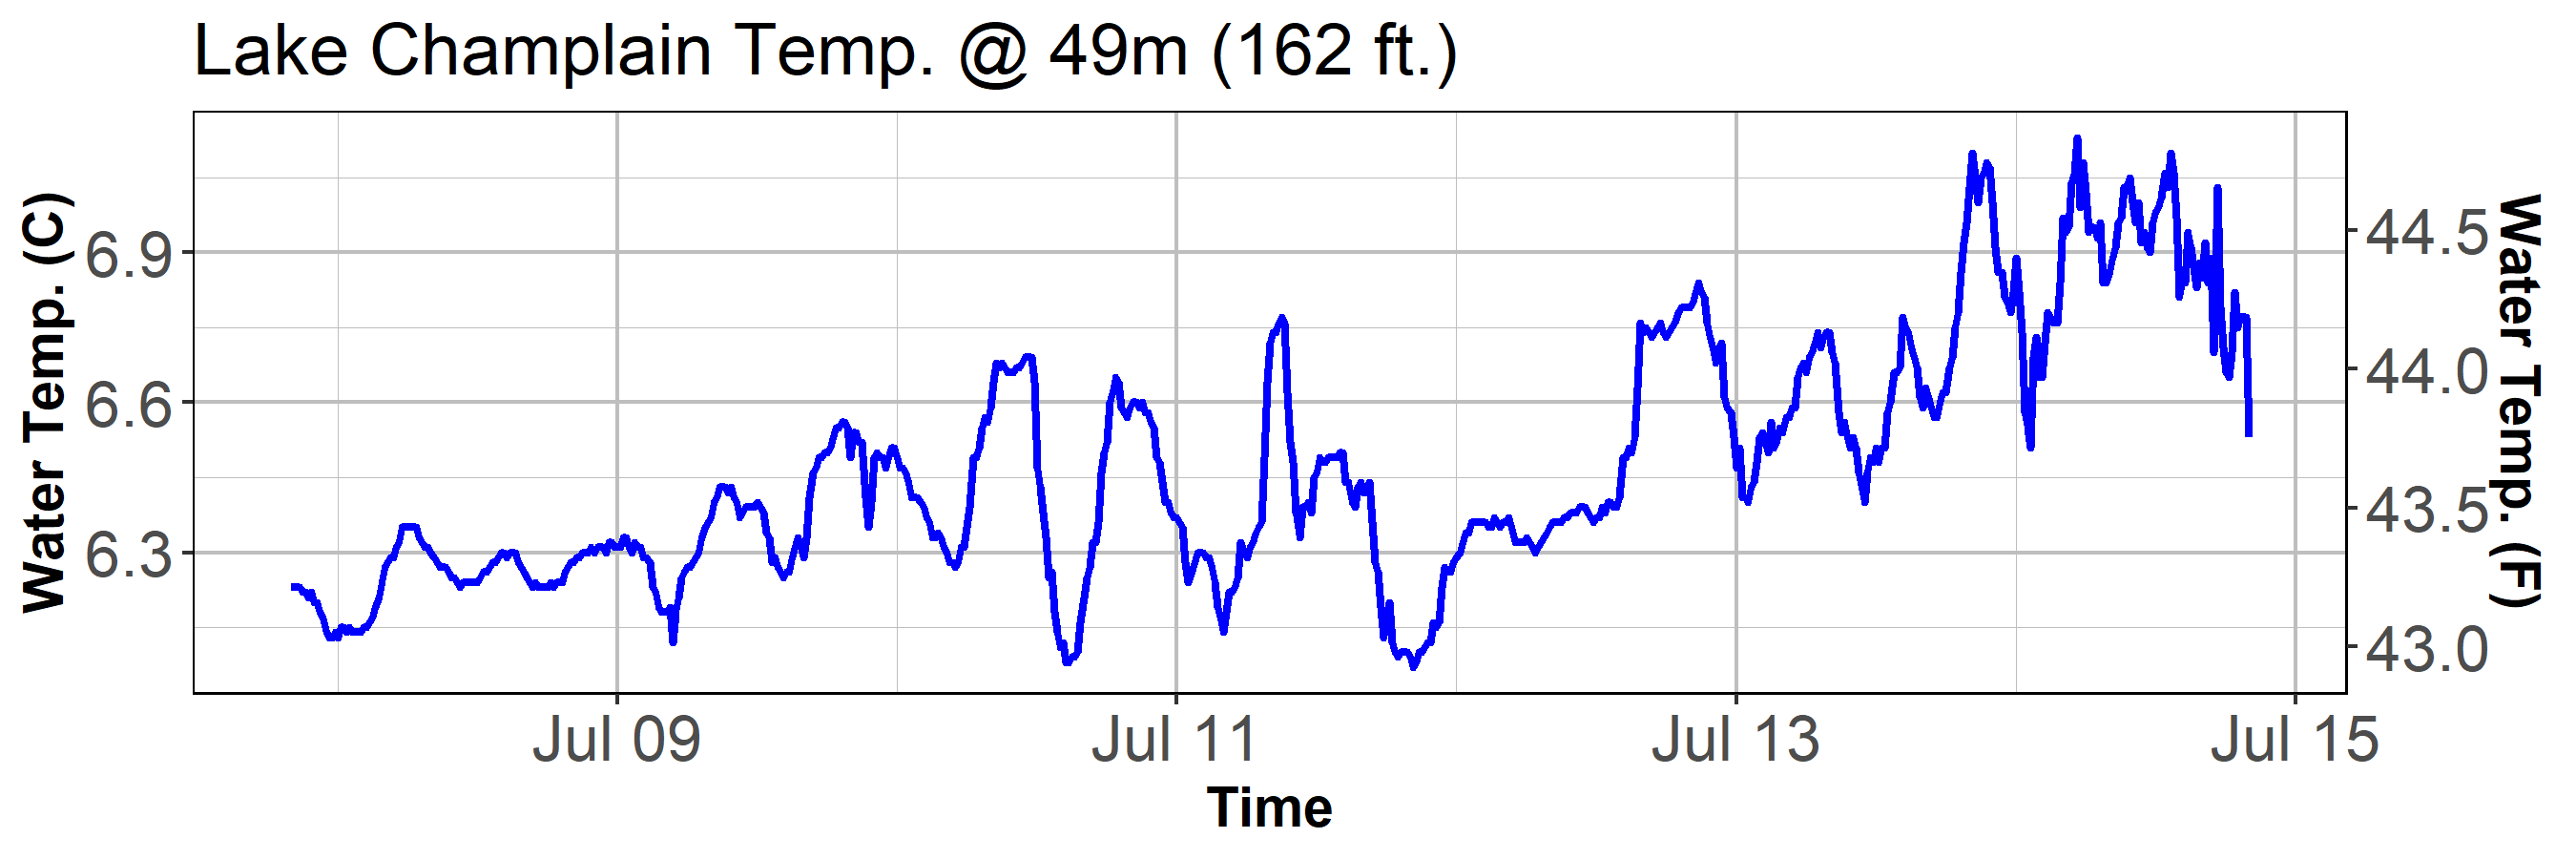 Lake Champlain Temp. @ 49m (162 ft.)
Water Temp. (C)
6.9
6.6
6.3
44.5
44.0
43.5
43.0
Water Temp. (F)
Jul 09 Jul 11 Jul 13 Jul 15
Time